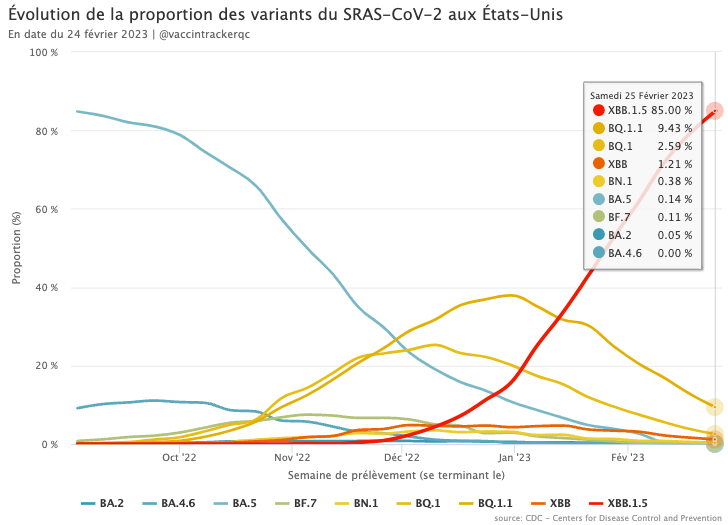 Évolution de la proportion des variants du SRAS-CoV-2 aux États-Unis
En date du 24 février 2023 | @vaccintrackerqc
100 %
80 %
60 %
40 %
20 %
0 %
Proportion (%)
Samedi 25 Février 2023
XBB.1.5 85.00 %
BQ.1.1 9.43 %
BQ.1 2.59 %
XBB 1.21 %
BN.1 0.38 %
BA.5 0.14 %
BF.7 0.11 %
BA.2 0.05 %
BA.4.6 0.00 %
Oct '22 Nov '22 Déc '22 Jan '23 Fév '23
Semaine de prélèvement (se terminant le)
BA.2 BA.4.6 BA.5 BF.7 BN.1 BQ.1 BQ.1.1 XBB XBB.1.5
source: CDC - Centers for Disease Control and Prevention